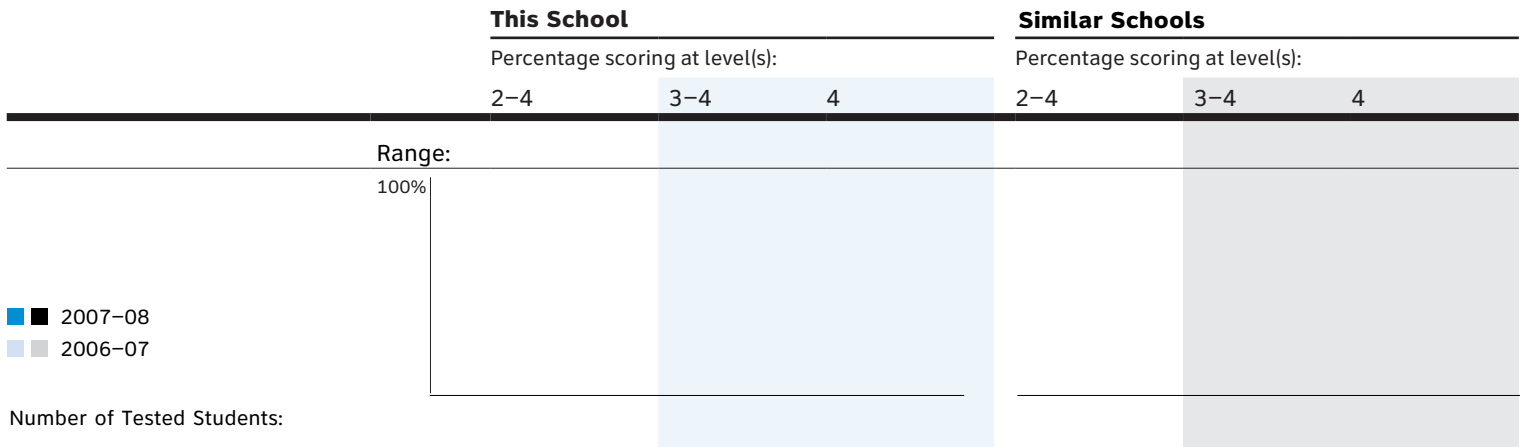 This School Similar Schools
Percentage scoring at level(s): Percentage scoring at level(s):
2–4 3–4 4 2–4 3–4 4
Range:
100%
2007–08
2006–07
Number of Tested Students: